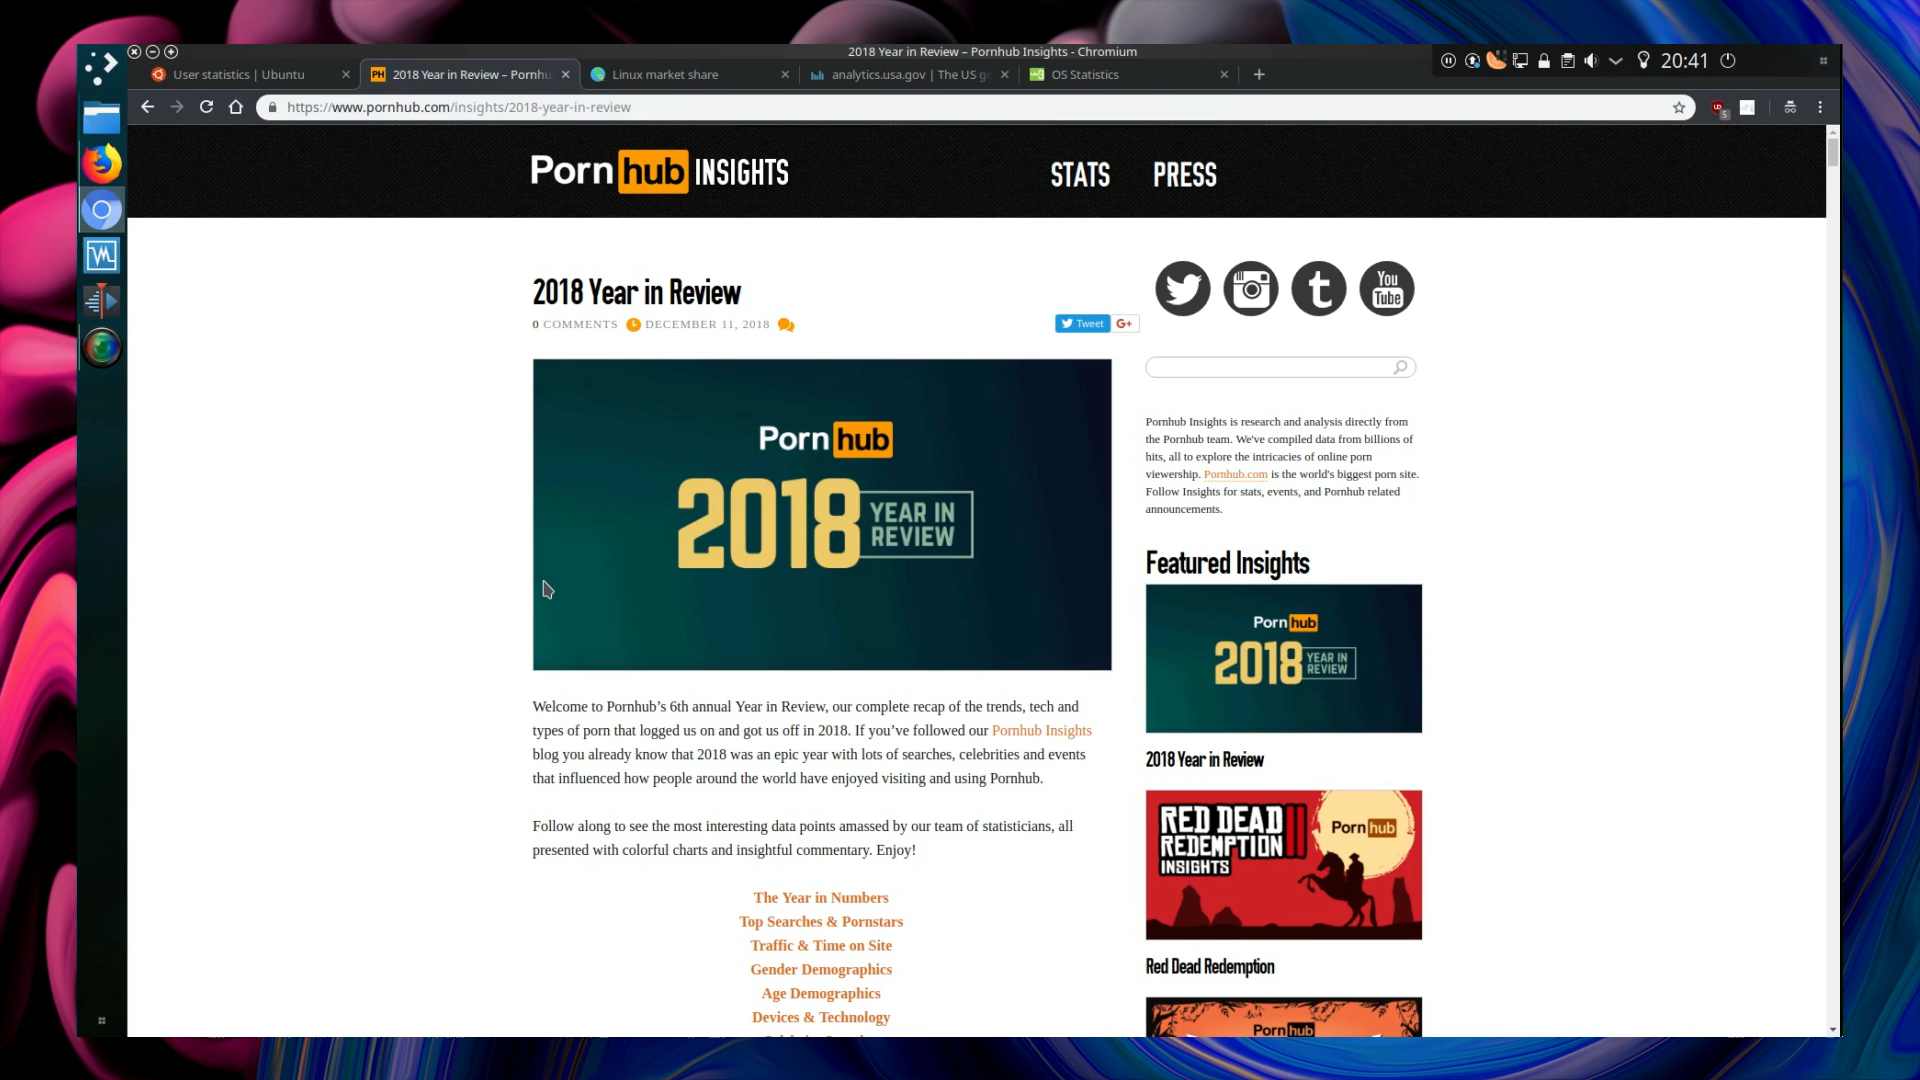 2018 Year in Review – Pornhub Insights - Chromium
20:41
User statistics | Ubuntu
PH 2018 Year in Review – Pornhu
Linux market share
analytics.usa.gov | The US go
OS Statistics
https://www.pornhub.com/insights/2018-year-in-review
5
Pornhub INSIGHTS
STATS
PRESS
2018 Year in Review
0 COMMENTS DECEMBER 11, 2018
Tweet
G+
You
Tube
Pornhub
2018 YEAR IN
REVIEW
Welcome to Pornhub’s 6th annual Year in Review, our complete recap of the trends, tech and
types of porn that logged us on and got us off in 2018. If you’ve followed our Pornhub Insights
blog you already know that 2018 was an epic year with lots of searches, celebrities and events
that influenced how people around the world have enjoyed visiting and using Pornhub.
Follow along to see the most interesting data points amassed by our team of statisticians, all
presented with colorful charts and insightful commentary. Enjoy!
The Year in Numbers
Top Searches & Pornstars
Traffic & Time on Site
Gender Demographics
Age Demographics
Devices & Technology
Pornhub Insights is research and analysis directly from
the Pornhub team. We've compiled data from billions of
hits, all to explore the intricacies of online porn
viewership. Pornhub.com is the world's biggest porn site.
Follow Insights for stats, events, and Pornhub related
announcements.
Featured Insights
Pornhub
2018 YEAR IN
REVIEW
2018 Year in Review
RED DEAD
REDEMPTION II
INSIGHTS
Pornhub
Red Dead Redemption
Pornhub